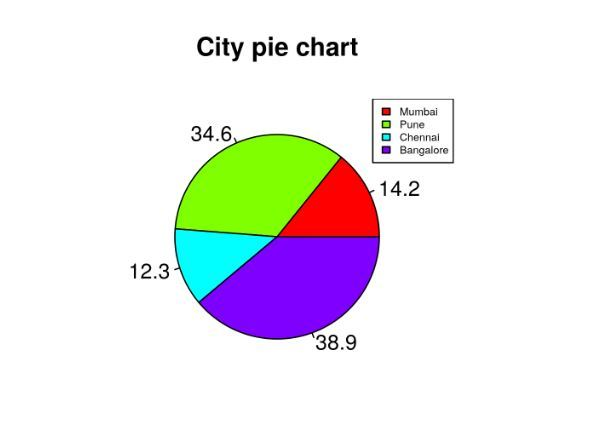 City pie chart
Mumbai
Pune
Chennai
Bangalore
34.6
14.2
12.3
38.9